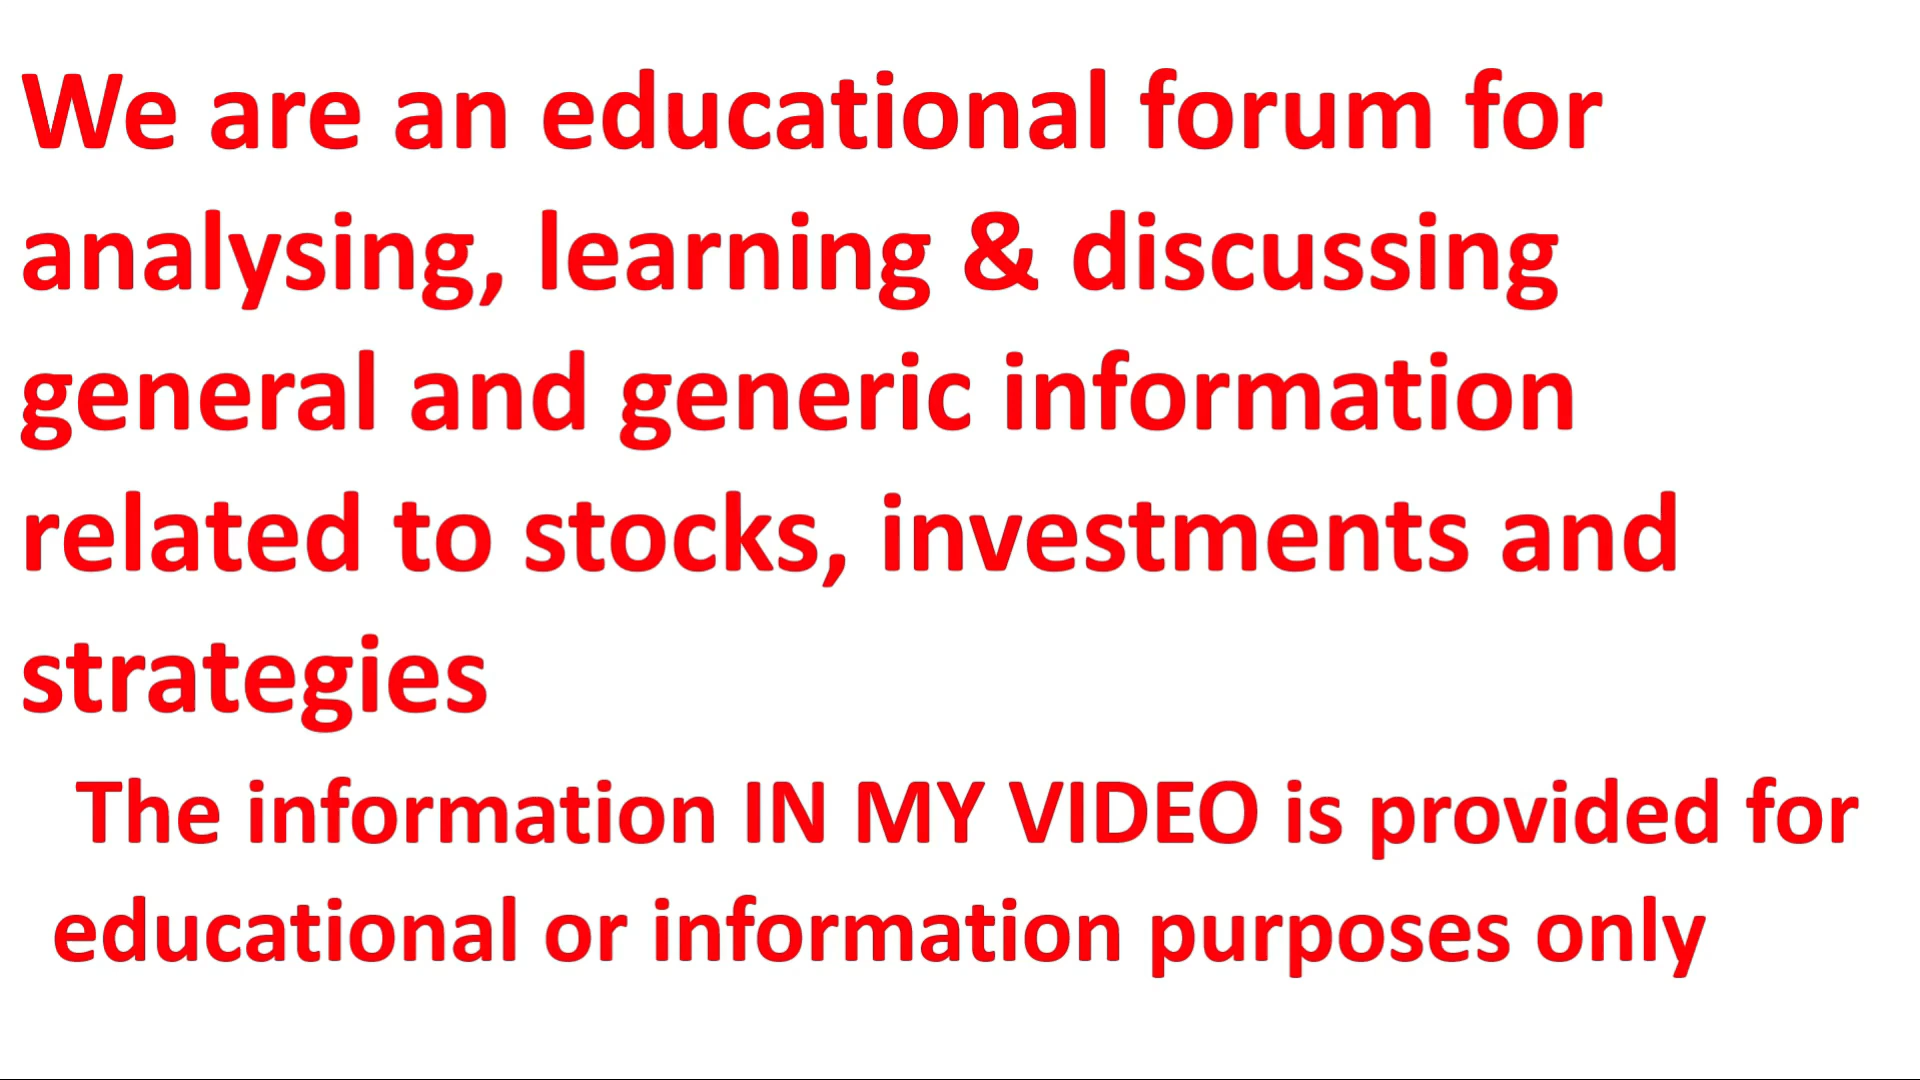 We are an educational forum for
analysing, learning & discussing
general and generic information
related to stocks, investments and
strategies
The information IN MY VIDEO is provided for
educational or information purposes only